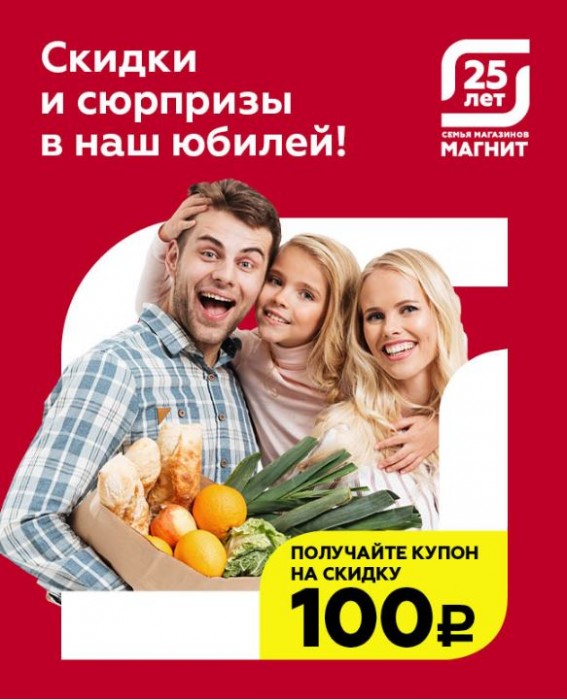 Скидки
и сюрпризы
в наш юбилей!
25
лет
СЕМЬЯ МАГАЗИНОВ
МАГНИТ
ПОЛУЧАЙТЕ КУПОН
НА СКИДКУ
100₽